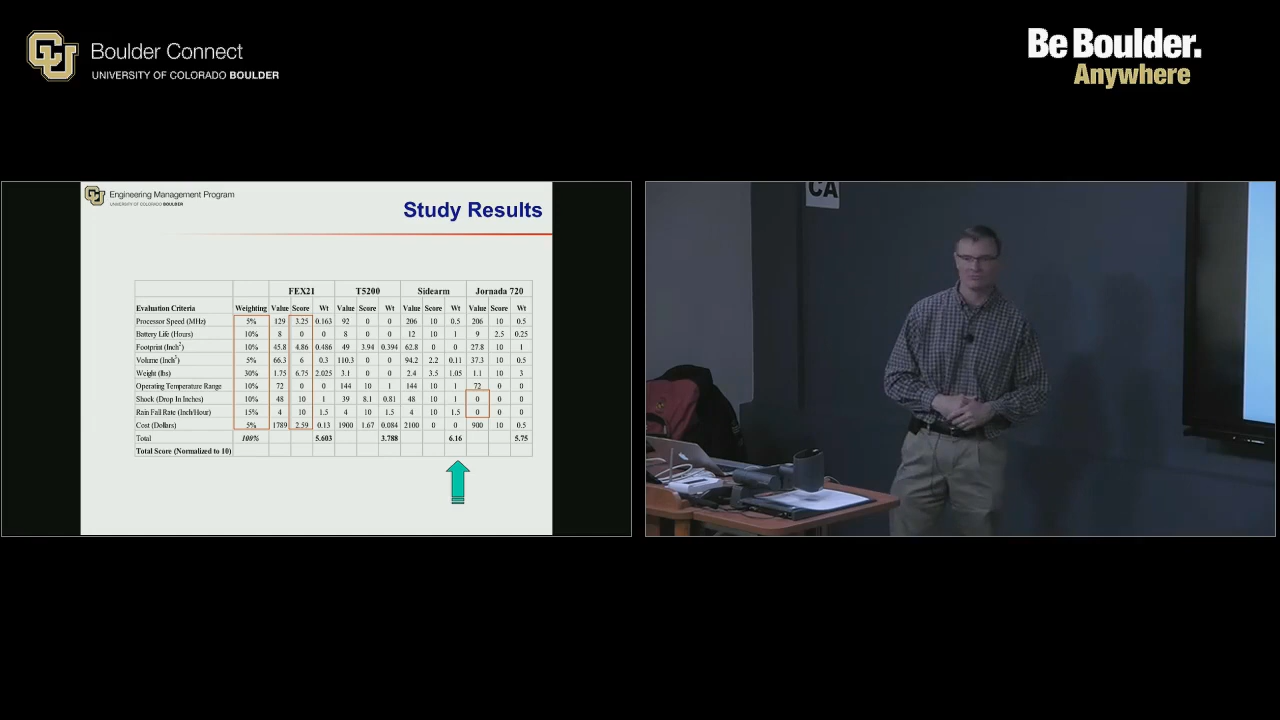 CU Boulder Connect
UNIVERSITY OF COLORADO BOULDER
Be Boulder.
Anywhere
CU Engineering Management Program
UNIVERSITY OF COLORADO BOULDER
Study Results
FEX21 T5200 Sidearm Jornada 720
Evaluation Criteria Weighting Value Score Wt Value Score Wt Value Score Wt Value Score Wt
Processor Speed (MHz) 5% 129 3.25 0.163 92 0 0 206 10 0.5 206 10 0.5
Battery Life (Hours) 10% 8 0 0 8 0 0 12 10 1 9 2.5 0.25
Footprint (Inch²) 10% 45.8 4.86 0.486 49 3.94 0.394 62.8 0 0 27.8 10 1
Volume (Inch³) 5% 66.3 6 0.3 110.3 0 0 94.2 2.2 0.11 37.3 10 0.5
Weight (lbs) 30% 1.75 6.75 2.025 3.1 0 0 2.4 3.5 1.05 1.1 10 3
Operating Temperature Range 10% 72 0 0 144 10 1 144 10 1 72 0 0
Shock (Drop In Inches) 10% 48 10 1 39 8.1 0.81 48 10 1 0 0 0
Rain Fall Rate (Inch/Hour) 15% 4 10 1.5 4 10 1.5 4 10 1.5 0 0 0
Cost (Dollars) 5% 1789 2.59 0.13 1900 1.67 0.084 2100 0 0 900 10 0.5
Total 100% 5.603 3.788 6.16 5.75
Total Score (Normalized to 10)
CA